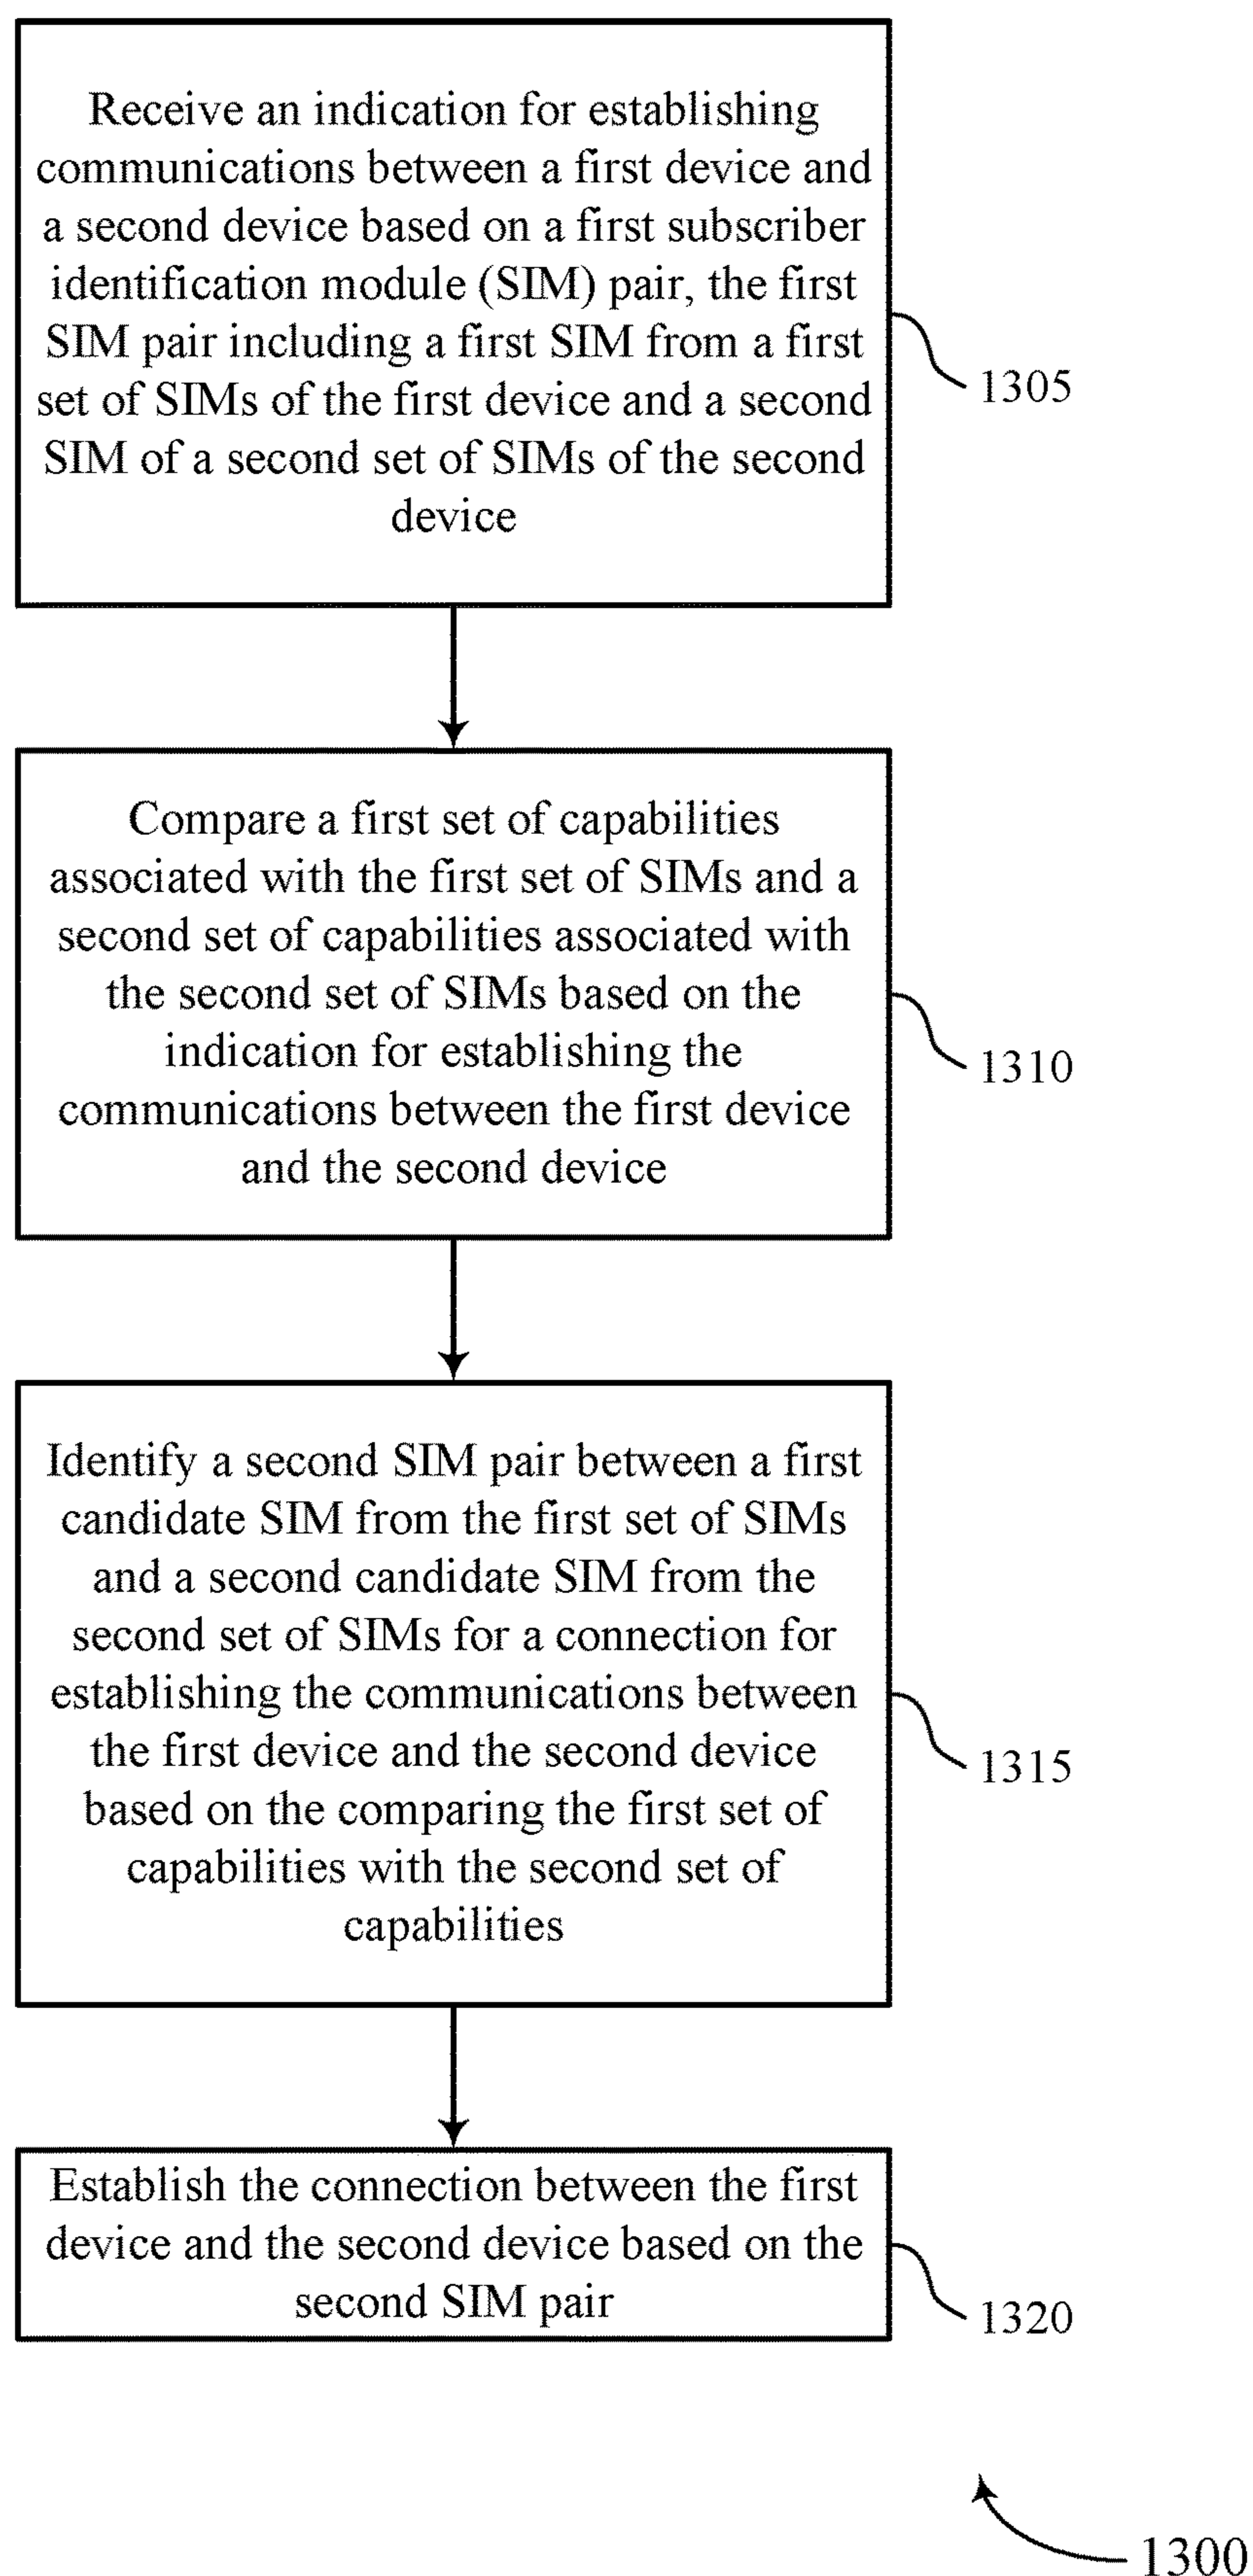 Receive an indication for establishing
communications between a first device and
a second device based on a first subscriber
identification module (SIM) pair, the first
SIM pair including a first SIM from a first
set of SIMs of the first device and a second
SIM of a second set of SIMs of the second
device
1305
Compare a first set of capabilities
associated with the first set of SIMs and a
second set of capabilities associated with
the second set of SIMs based on the
indication for establishing the
communications between the first device
and the second device
1310
Identify a second SIM pair between a first
candidate SIM from the first set of SIMs
and a second candidate SIM from the
second set of SIMs for a connection for
establishing the communications between
the first device and the second device
based on the comparing the first set of
capabilities with the second set of
capabilities
1315
Establish the connection between the first
device and the second device based on the
second SIM pair
1320
1300